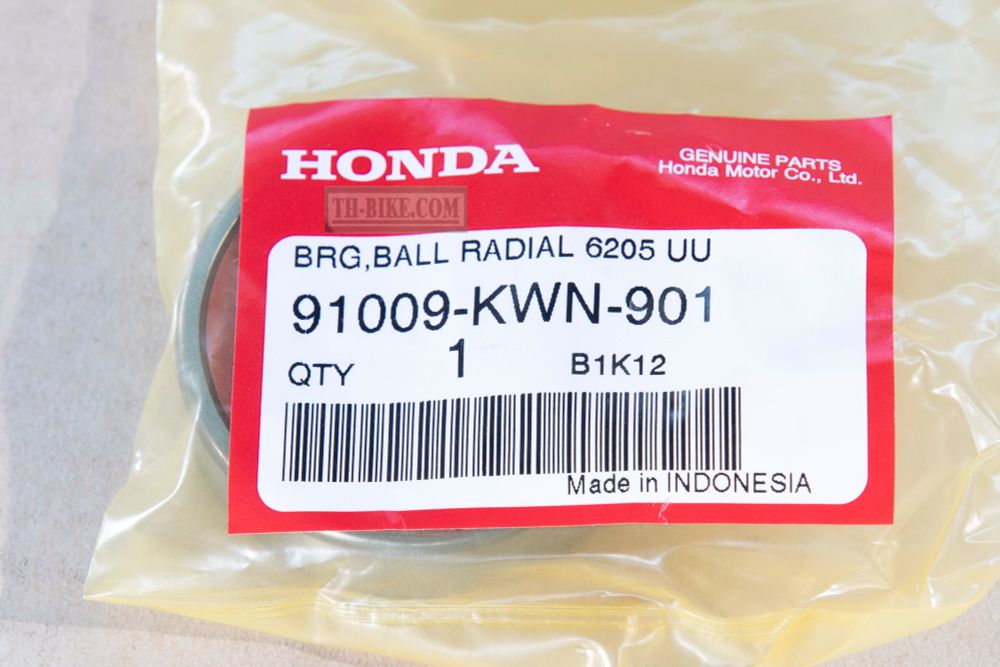 HONDA
GENUINE PARTS
Honda Motor Co., Ltd.
TH-BIKE.COM
BRG,BALL RADIAL 6205 UU
91009-KWN-901
QTY 1 B1K12
Made in INDONESIA